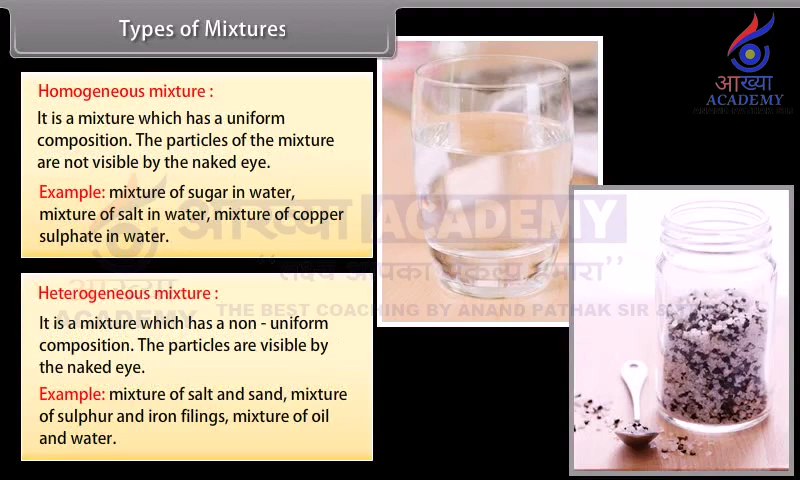 Types of Mixtures
आख्या
ACADEMY
Homogeneous mixture :
It is a mixture which has a uniform
composition. The particles of the mixture
are not visible by the naked eye.
Example: mixture of sugar in water,
mixture of salt in water, mixture of copper
sulphate in water.
आख्या ACADEMY
Heterogeneous mixture :
THE BEST COACHING BY ANAND PATHAK SIR &
It is a mixture which has a non - uniform
composition. The particles are visible by
the naked eye.
Example: mixture of salt and sand, mixture
of sulphur and iron filings, mixture of oil
and water.